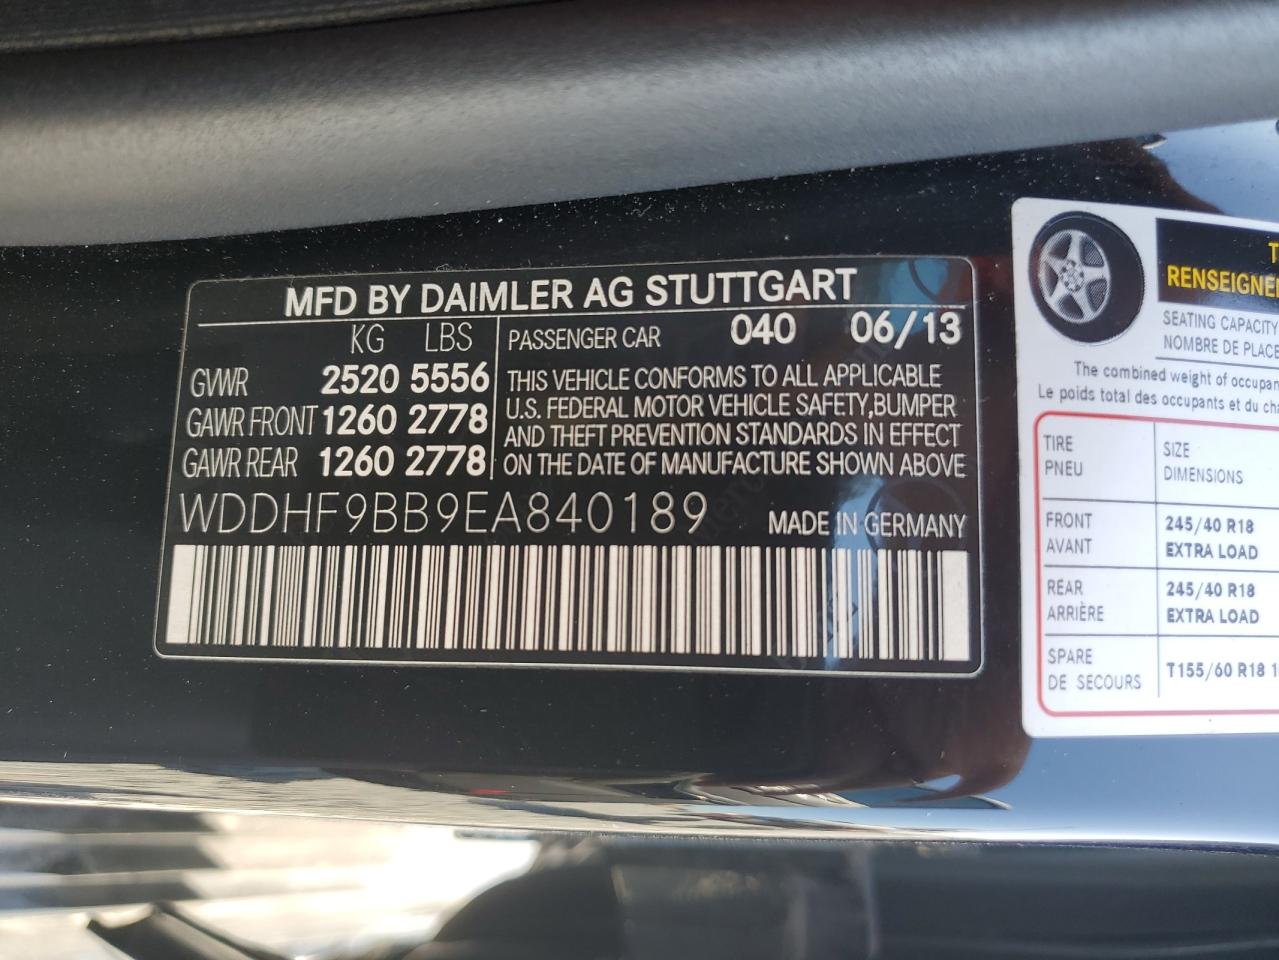 MFD BY DAIMLER AG STUTTGART
KG LBS
GVWR 2520 5556
GAWR FRONT 1260 2778
GAWR REAR 1260 2778
PASSENGER CAR 040 06/13
THIS VEHICLE CONFORMS TO ALL APPLICABLE
U.S. FEDERAL MOTOR VEHICLE SAFETY,BUMPER
AND THEFT PREVENTION STANDARDS IN EFFECT
ON THE DATE OF MANUFACTURE SHOWN ABOVE
WDDHF9BB9EA840189 MADE IN GERMANY
SEATING CAPACITY
NOMBRE DE PLACE
The combined weight of
Le poids total des occupants et du
TIRE SIZE
PNEU DIMENSIONS
FRONT 245/40 R18
AVANT EXTRA LOAD
REAR 245/40 R18
ARRIÈRE EXTRA LOAD
SPARE
DE SECOURS
T155/60 R18